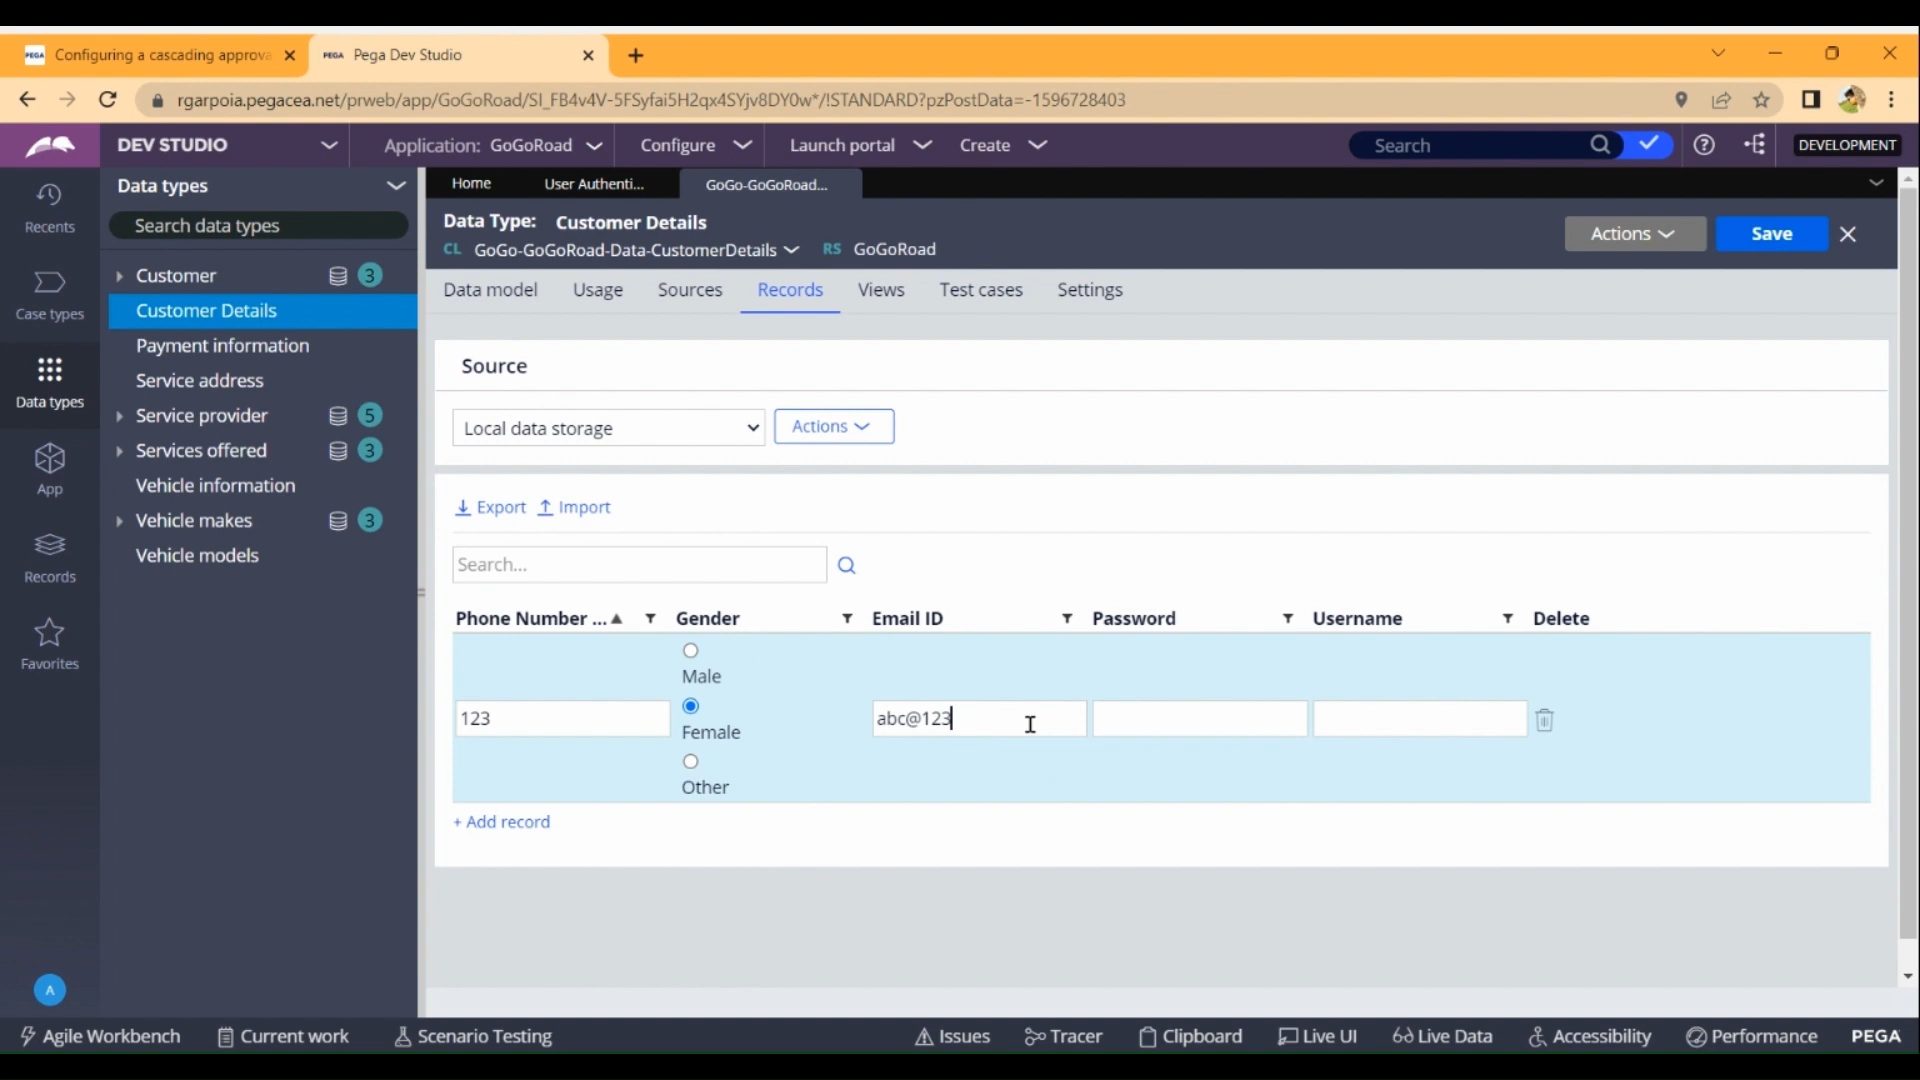 PEGA Configuring a cascading approva
PEGA Pega Dev Studio
rgarpoia.pegacea.net/prweb/app/GoGoRoad/SI_FB4v4V-5FSyfai5H2qx4SYjv8DY0w*/!STANDARD?pzPostData=-1596728403
DEV STUDIO
Application: GoGoRoad
Configure
Launch portal
Create
Search
DEVELOPMENT
Recents
Case types
Data types
App
Records
Favorites
A
Data types
Search data types
Customer 3
Customer Details
Payment information
Service address
Service provider 5
Services offered 3
Vehicle information
Vehicle makes 3
Vehicle models
Home
User Authenti...
GoGo-GoGoRoad...
Data Type: Customer Details
CL GoGo-GoGoRoad-Data-CustomerDetails RS GoGoRoad
Actions
Save
Data model
Usage
Sources
Records
Views
Test cases
Settings
Source
Local data storage
Actions
Export
Import
Search...
Phone Number ... Gender Email ID Password Username Delete
Male
123
Female
abc@123
Other
+ Add record
Agile Workbench
Current work
Scenario Testing
Issues
Tracer
Clipboard
Live UI
Live Data
Accessibility
Performance
PEGA